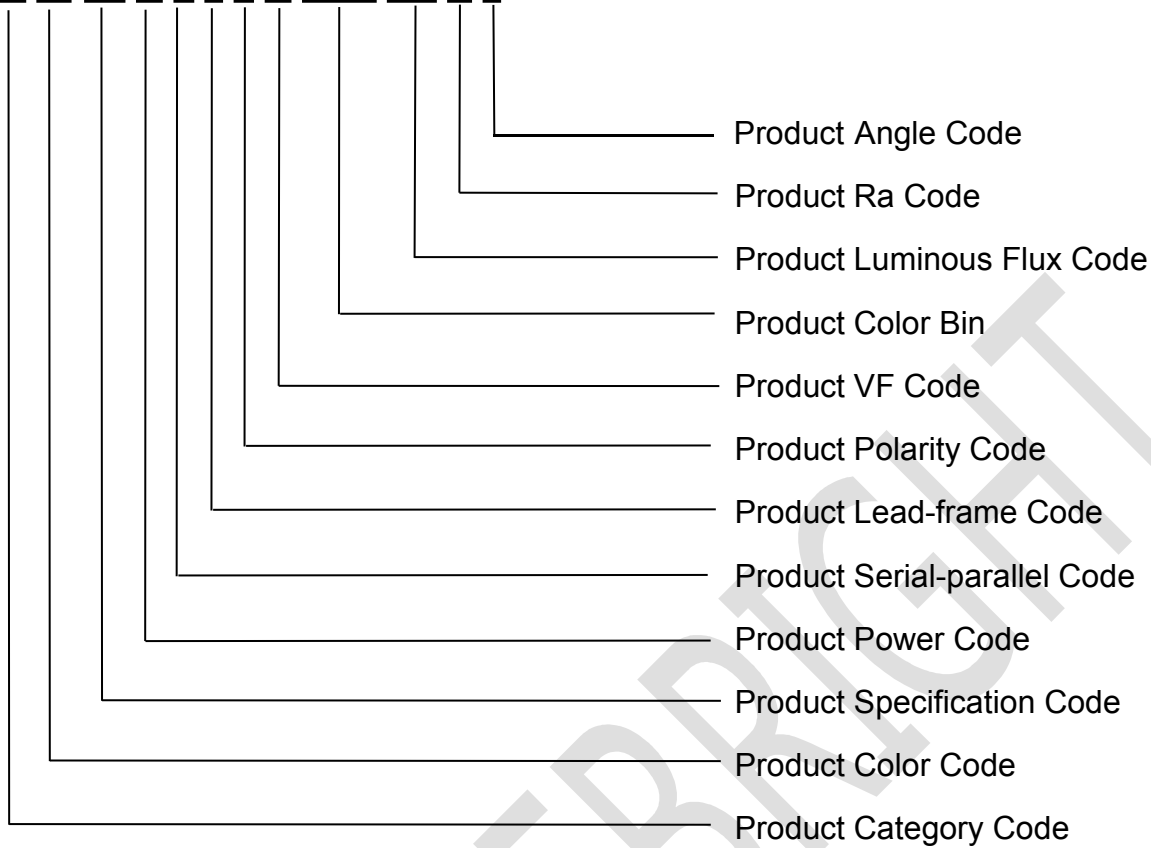 Product Angle Code
Product Ra Code
Product Luminous Flux Code
Product Color Bin
Product VF Code
Product Polarity Code
Product Lead-frame Code
Product Serial-parallel Code
Product Power Code
Product Specification Code
Product Color Code
Product Category Code